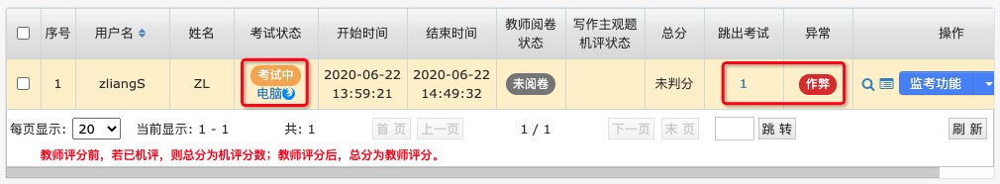 序号 用户名 姓名 考试状态 开始时间 结束时间 教师阅卷状态 写作主观题机评状态 总分 跳出考试 异常 操作
1 zliangS ZL 考试中 电脑 2020-06-22 13:59:21 2020-06-22 14:49:32 未阅卷 未判分 1 作弊 监考功能
每页显示: 20 当前显示: 1 - 1 共: 1 首 页 上一页 1 / 1 下一页 末 页 跳 转 刷 新
教师评分前，若已机评，则总分为机评分数；教师评分后，总分为教师评分。